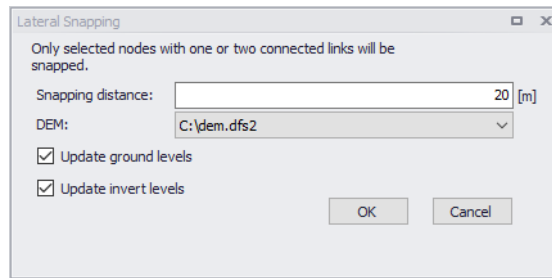 Lateral Snapping
Only selected nodes with one or two connected links will be
snapped.
Snapping distance: 20 [m]
DEM: C:\dem.dfs2
Update ground levels
Update invert levels
OK Cancel